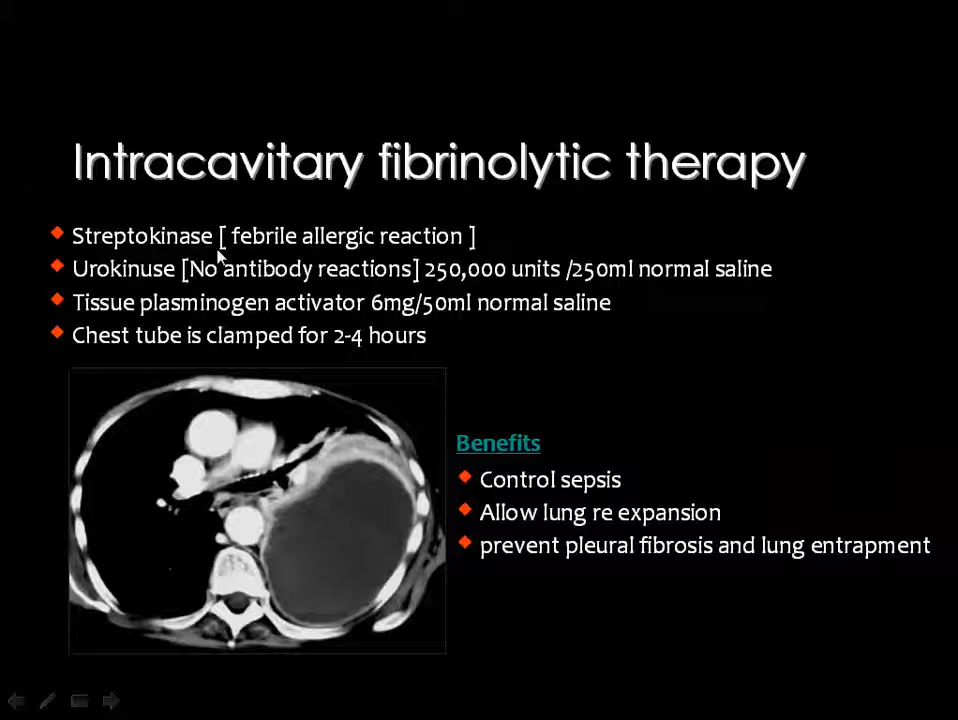 Intracavitary fibrinolytic therapy
Streptokinase [ febrile allergic reaction ]
Urokinuse [No antibody reactions] 250,000 units /250ml normal saline
Tissue plasminogen activator 6mg/50ml normal saline
Chest tube is clamped for 2-4 hours
Benefits
Control sepsis
Allow lung re expansion
prevent pleural fibrosis and lung entrapment